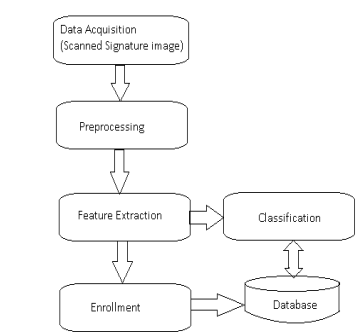 Data Acquisition
(Scanned Signature image)
Preprocessing
Feature Extraction
Classification
Enrollment
Database